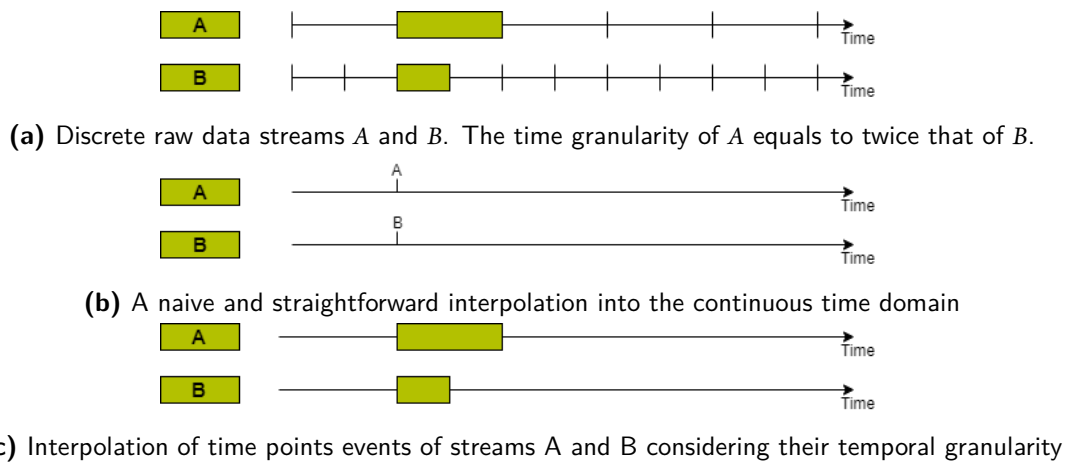 A
Time
B
Time
(a) Discrete raw data streams A and B. The time granularity of A equals to twice that of B.
A
A
Time
B
B
Time
(b) A naive and straightforward interpolation into the continuous time domain
A
Time
B
Time
c) Interpolation of time points events of streams A and B considering their temporal granularity